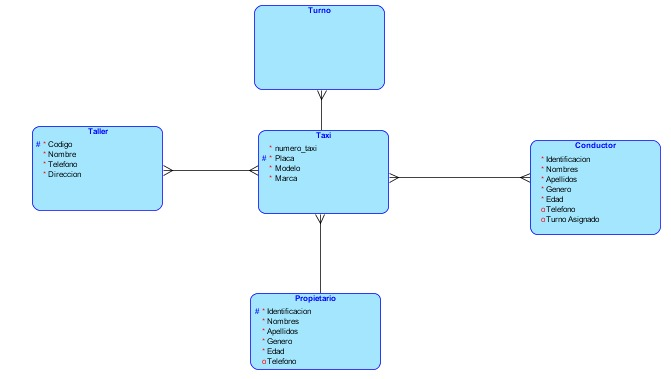 Turno
Taller
# * Codigo
* Nombre
* Telefono
* Direccion
Taxi
* numero_taxi
# * Placa
* Modelo
* Marca
Conductor
* Identificacion
* Nombres
* Apellidos
* Genero
* Edad
o Telefono
o Turno Asignado
Propietario
# * Identificacion
* Nombres
* Apellidos
* Genero
* Edad
o Telefono